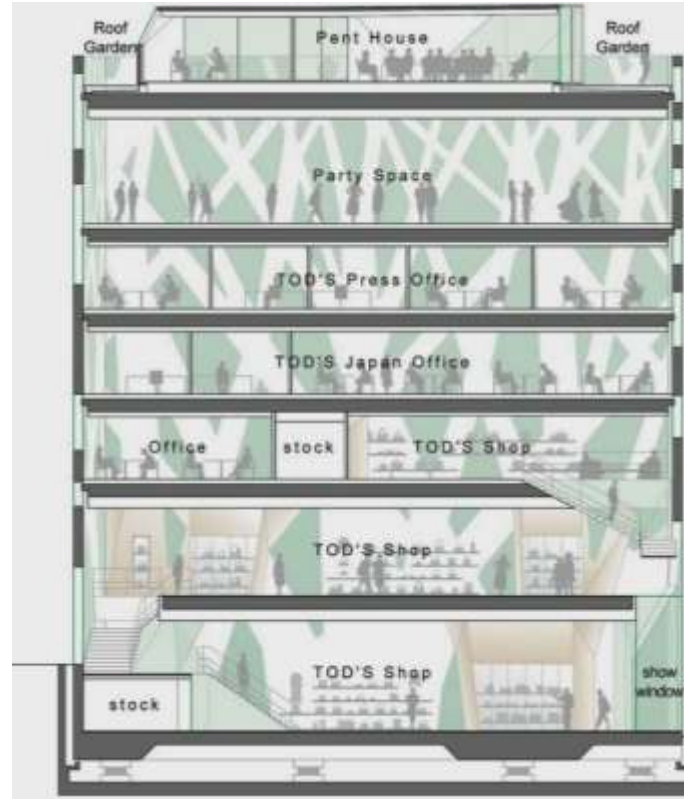 Roof
Garden
Pent House
Roof
Garden
Party Space
TOD'S Press Office
TOD'S Japan Office
Office
stock
TOD'S Shop
TOD'S Shop
TOD'S Shop
show
window
stock